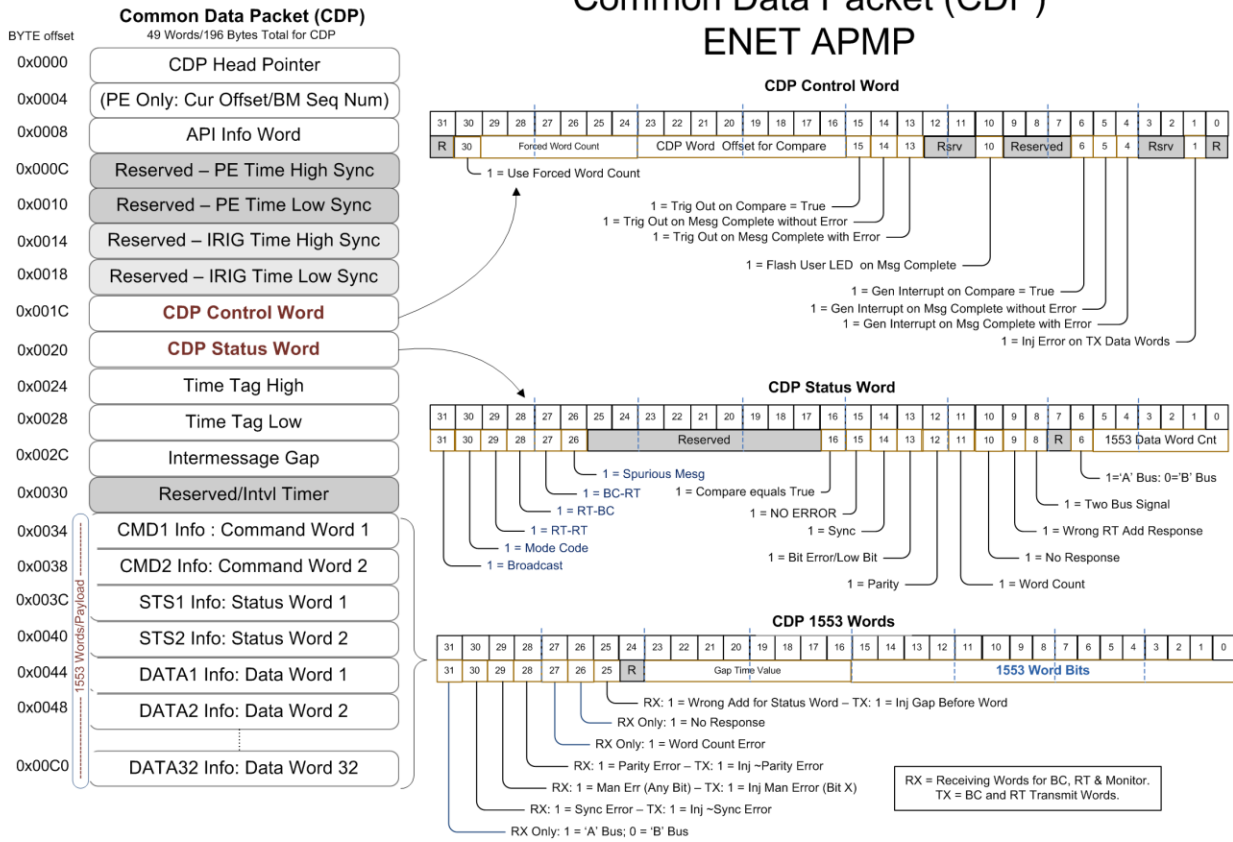 Common Data Packet (CDP)
ENET APMP
Common Data Packet (CDP)
49 Words/196 Bytes Total for CDP
BYTE offset
0x0000 CDP Head Pointer
0x0004 (PE Only: Cur Offset/BM Seq Num)
0x0008 API Info Word
0x000C Reserved – PE Time High Sync
0x0010 Reserved – PE Time Low Sync
0x0014 Reserved – IRIG Time High Sync
0x0018 Reserved – IRIG Time Low Sync
0x001C CDP Control Word
0x0020 CDP Status Word
0x0024 Time Tag High
0x0028 Time Tag Low
0x002C Intermessage Gap
0x0030 Reserved/Intvl Timer
1553 Words/Payload
0x0034 CMD1 Info : Command Word 1
0x0038 CMD2 Info: Command Word 2
0x003C STS1 Info: Status Word 1
0x0040 STS2 Info: Status Word 2
0x0044 DATA1 Info: Data Word 1
0x0048 DATA2 Info: Data Word 2
0x00C0 DATA32 Info: Data Word 32
CDP Control Word
31 30 29 28 27 26 25 24 23 22 21 20 19 18 17 16 15 14 13 12 11 10 9 8 7 6 5 4 3 2 1 0
R 30 Forced Word Count CDP Word Offset for Compare 15 14 13 Rsrv 10 Reserved 6 5 4 Rsrv 1 R
1 = Use Forced Word Count
1 = Trig Out on Compare = True
1 = Trig Out on Mesg Complete without Error
1 = Trig Out on Mesg Complete with Error
1 = Flash User LED on Msg Complete
1 = Gen Interrupt on Compare = True
1 = Gen Interrupt on Msg Complete without Error
1 = Gen Interrupt on Msg Complete with Error
1 = Inj Error on TX Data Words
CDP Status Word
31 30 29 28 27 26 25 24 23 22 21 20 19 18 17 16 15 14 13 12 11 10 9 8 7 6 5 4 3 2 1 0
31 30 29 28 27 26 Reserved 16 15 14 13 12 11 10 9 8 R 6 1553 Data Word Cnt
1 = Spurious Mesg
1 = BC-RT
1 = RT-BC
1 = RT-RT
1 = Mode Code
1 = Broadcast
1 = Compare equals True
1 = NO ERROR
1 = Sync
1 = Bit Error/Low Bit
1 = Parity
1='A' Bus: 0='B' Bus
1 = Two Bus Signal
1 = Wrong RT Add Response
1 = No Response
1 = Word Count
CDP 1553 Words
31 30 29 28 27 26 25 24 23 22 21 20 19 18 17 16 15 14 13 12 11 10 9 8 7 6 5 4 3 2 1 0
31 30 29 28 27 26 25 R Gap Time Value 1553 Word Bits
RX: 1 = Wrong Add for Status Word – TX: 1 = Inj Gap Before Word
RX Only: 1 = No Response
RX Only: 1 = Word Count Error
RX: 1 = Parity Error – TX: 1 = Inj ~Parity Error
RX: 1 = Man Err (Any Bit) – TX: 1 = Inj Man Error (Bit X)
RX: 1 = Sync Error – TX: 1 = Inj ~Sync Error
RX Only: 1 = 'A' Bus; 0 = 'B' Bus
RX = Receiving Words for BC, RT & Monitor.
TX = BC and RT Transmit Words.